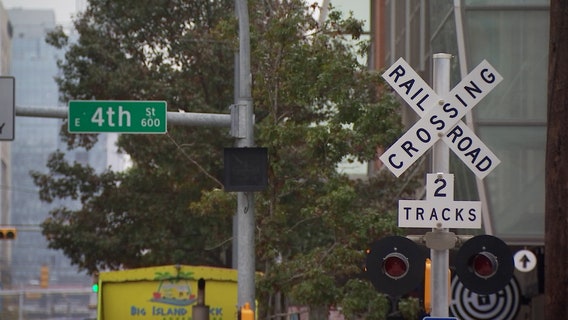 E 4th St
600
RAIL ROAD
CROSSING
2
TRACKS
BIG ISLAND